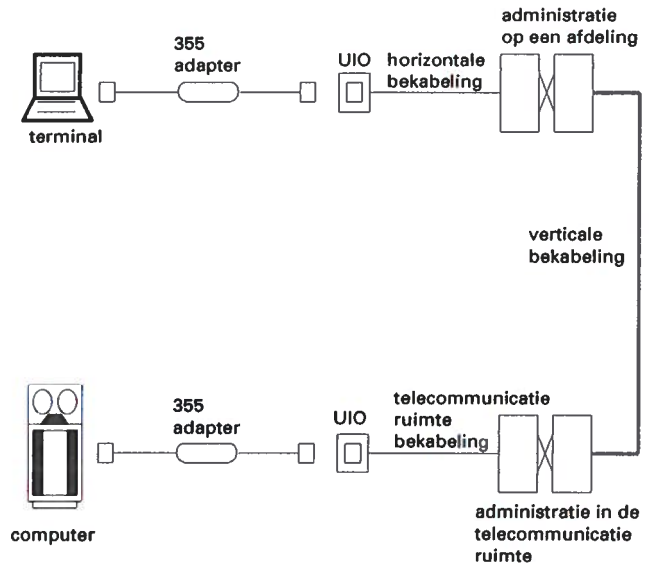 administratie
op een afdeling
355
adapter
UIO
horizontale
bekabeling
terminal
verticale
bekabeling
355
adapter
UIO
telecommunicatie
ruimte
bekabeling
computer
administratie in de
telecommunicatie
ruimte